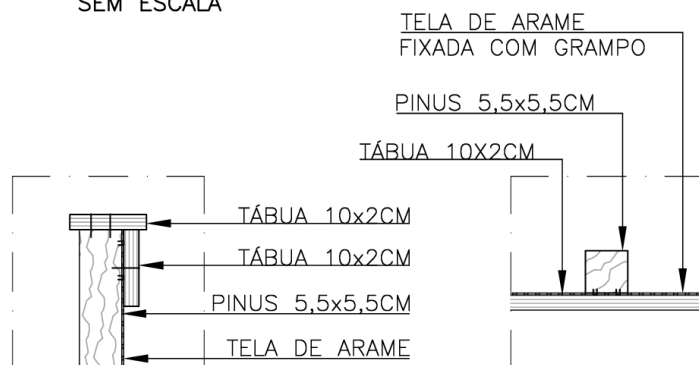 SEM ESCALA
TELA DE ARAME
FIXADA COM GRAMPO
PINUS 5,5x5,5CM
TÁBUA 10X2CM
TÁBUA 10x2CM
TÁBUA 10x2CM
PINUS 5,5x5,5CM
TELA DE ARAME